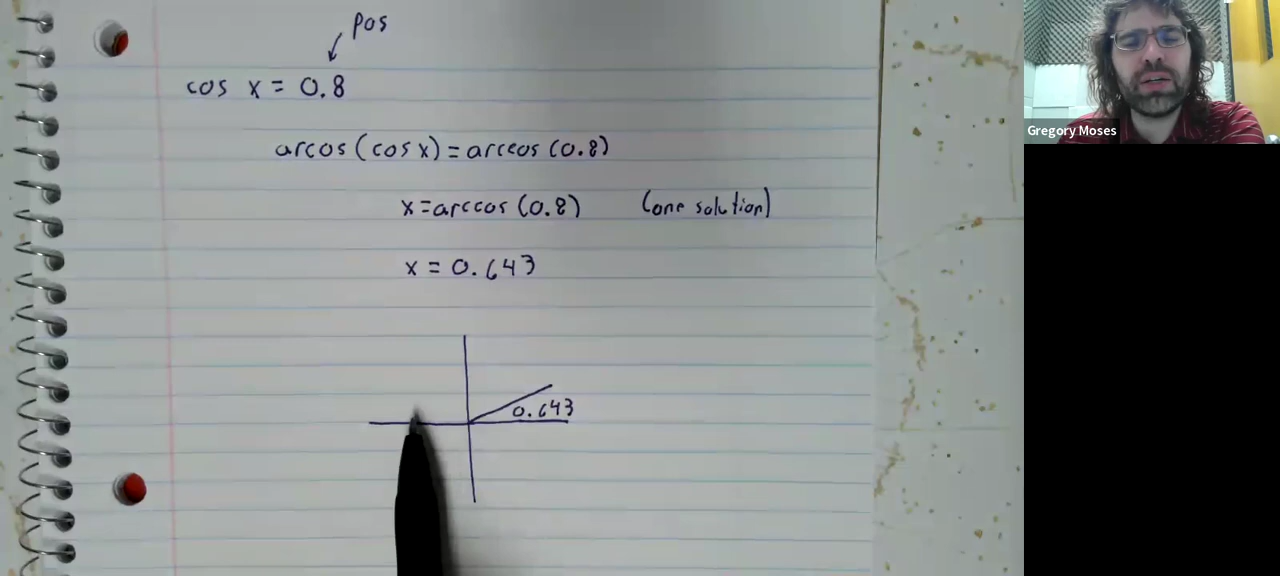 pos
cos x = 0.8
arcos (cos x) = arccos (0.8)
x = arccos (0.8) (one solution)
x = 0.643
0.643
Gregory Moses